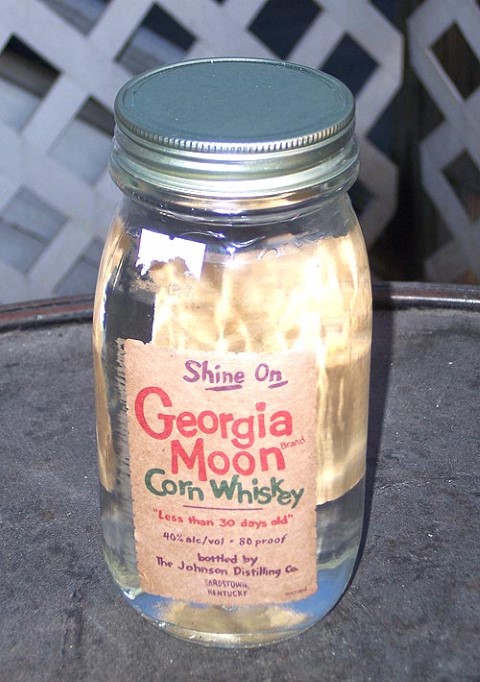 Shine On
Georgia
Moon Brand
Corn Whiskey
"Less than 30 days old"
40% alc/vol • 80 proof
bottled by
The Johnson Distilling Co.
BARDSTOWN,
KENTUCKY